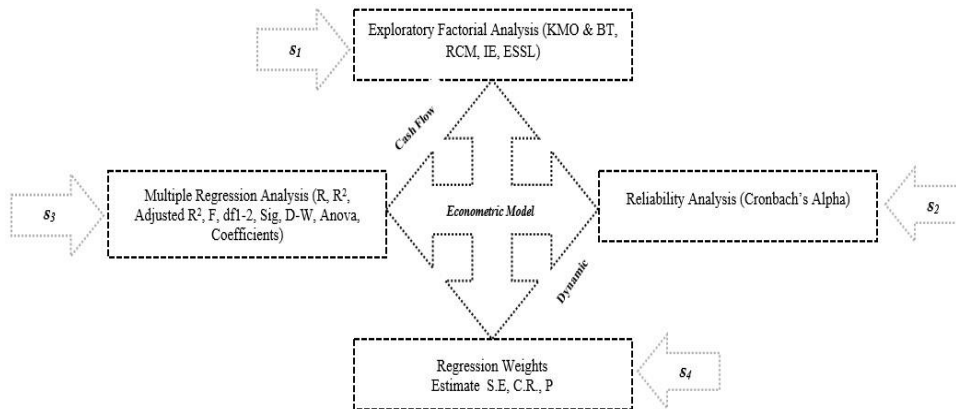 Exploratory Factorial Analysis (KMO & BT,
RCM, IE, ESSL)
s1
Cash Flow
Multiple Regression Analysis (R, R²,
Adjusted R², F, df1-2, Sig, D-W, Anova,
Coefficients)
s3
Econometric Model
Reliability Analysis (Cronbach's Alpha)
s2
Dynamic
Regression Weights
Estimate S.E, C.R., P
s4